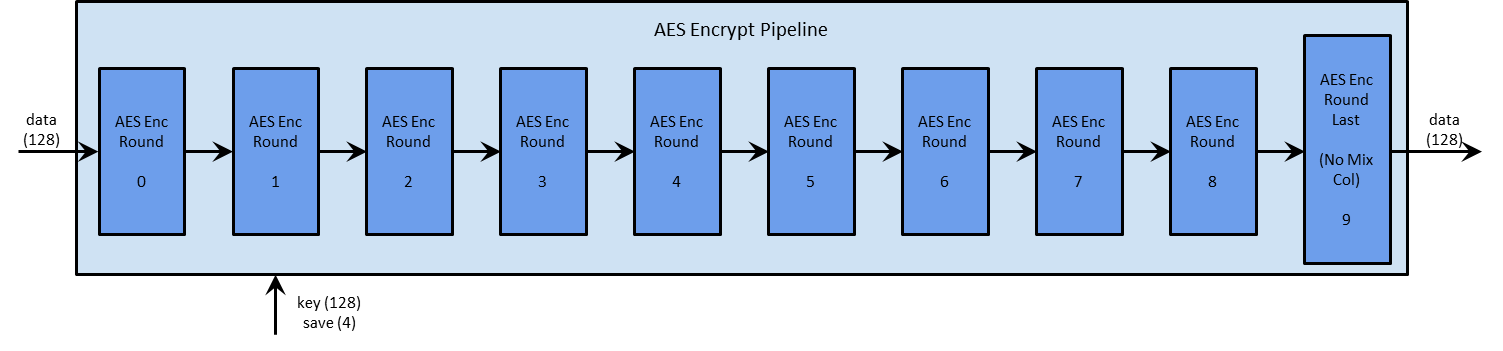 AES Encrypt Pipeline
data
(128)
AES Enc
Round
0
AES Enc
Round
1
AES Enc
Round
2
AES Enc
Round
3
AES Enc
Round
4
AES Enc
Round
5
AES Enc
Round
6
AES Enc
Round
7
AES Enc
Round
8
AES Enc
Round
Last
(No Mix
Col)
9
data
(128)
key (128)
save (4)